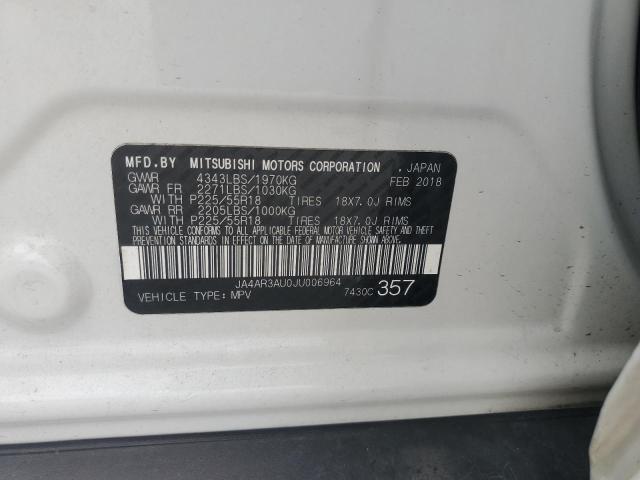 MFD.BY MITSUBISHI MOTORS CORPORATION , JAPAN
GVWR 4343LBS/1970KG FEB 2018
GAWR FR 2271LBS/1030KG
WITH P225/55R18 TIRES 18X7.0J RIMS
GAWR RR 2205LBS/1000KG
WITH P225/55R18 TIRES 18X7.0J RIMS
THIS VEHICLE CONFORMS TO ALL APPLICABLE FEDERAL MOTOR VEHICLE SAFETY, BUMPER AND THEFT
PREVENTION STANDARDS IN EFFECT ON THE DATE OF MANUFACTURE SHOWN ABOVE.
JA4AR3AU0JU006964
VEHICLE TYPE: MPV 7430C 357